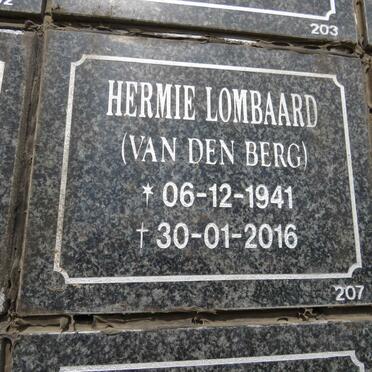 203
HERMIE LOMBAARD
(VAN DEN BERG)
* 06-12-1941
† 30-01-2016
207